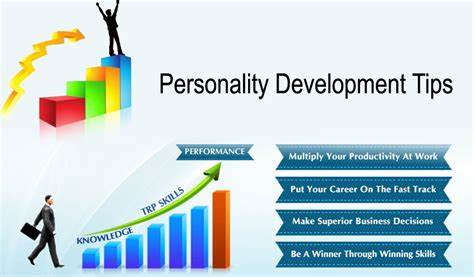 Personality Development Tips
PERFORMANCE
TRP SKILLS
KNOWLEDGE
Multiply Your Productivity At Work
Put Your Career On The Fast Track
Make Superior Business Decisions
Be A Winner Through Winning Skills